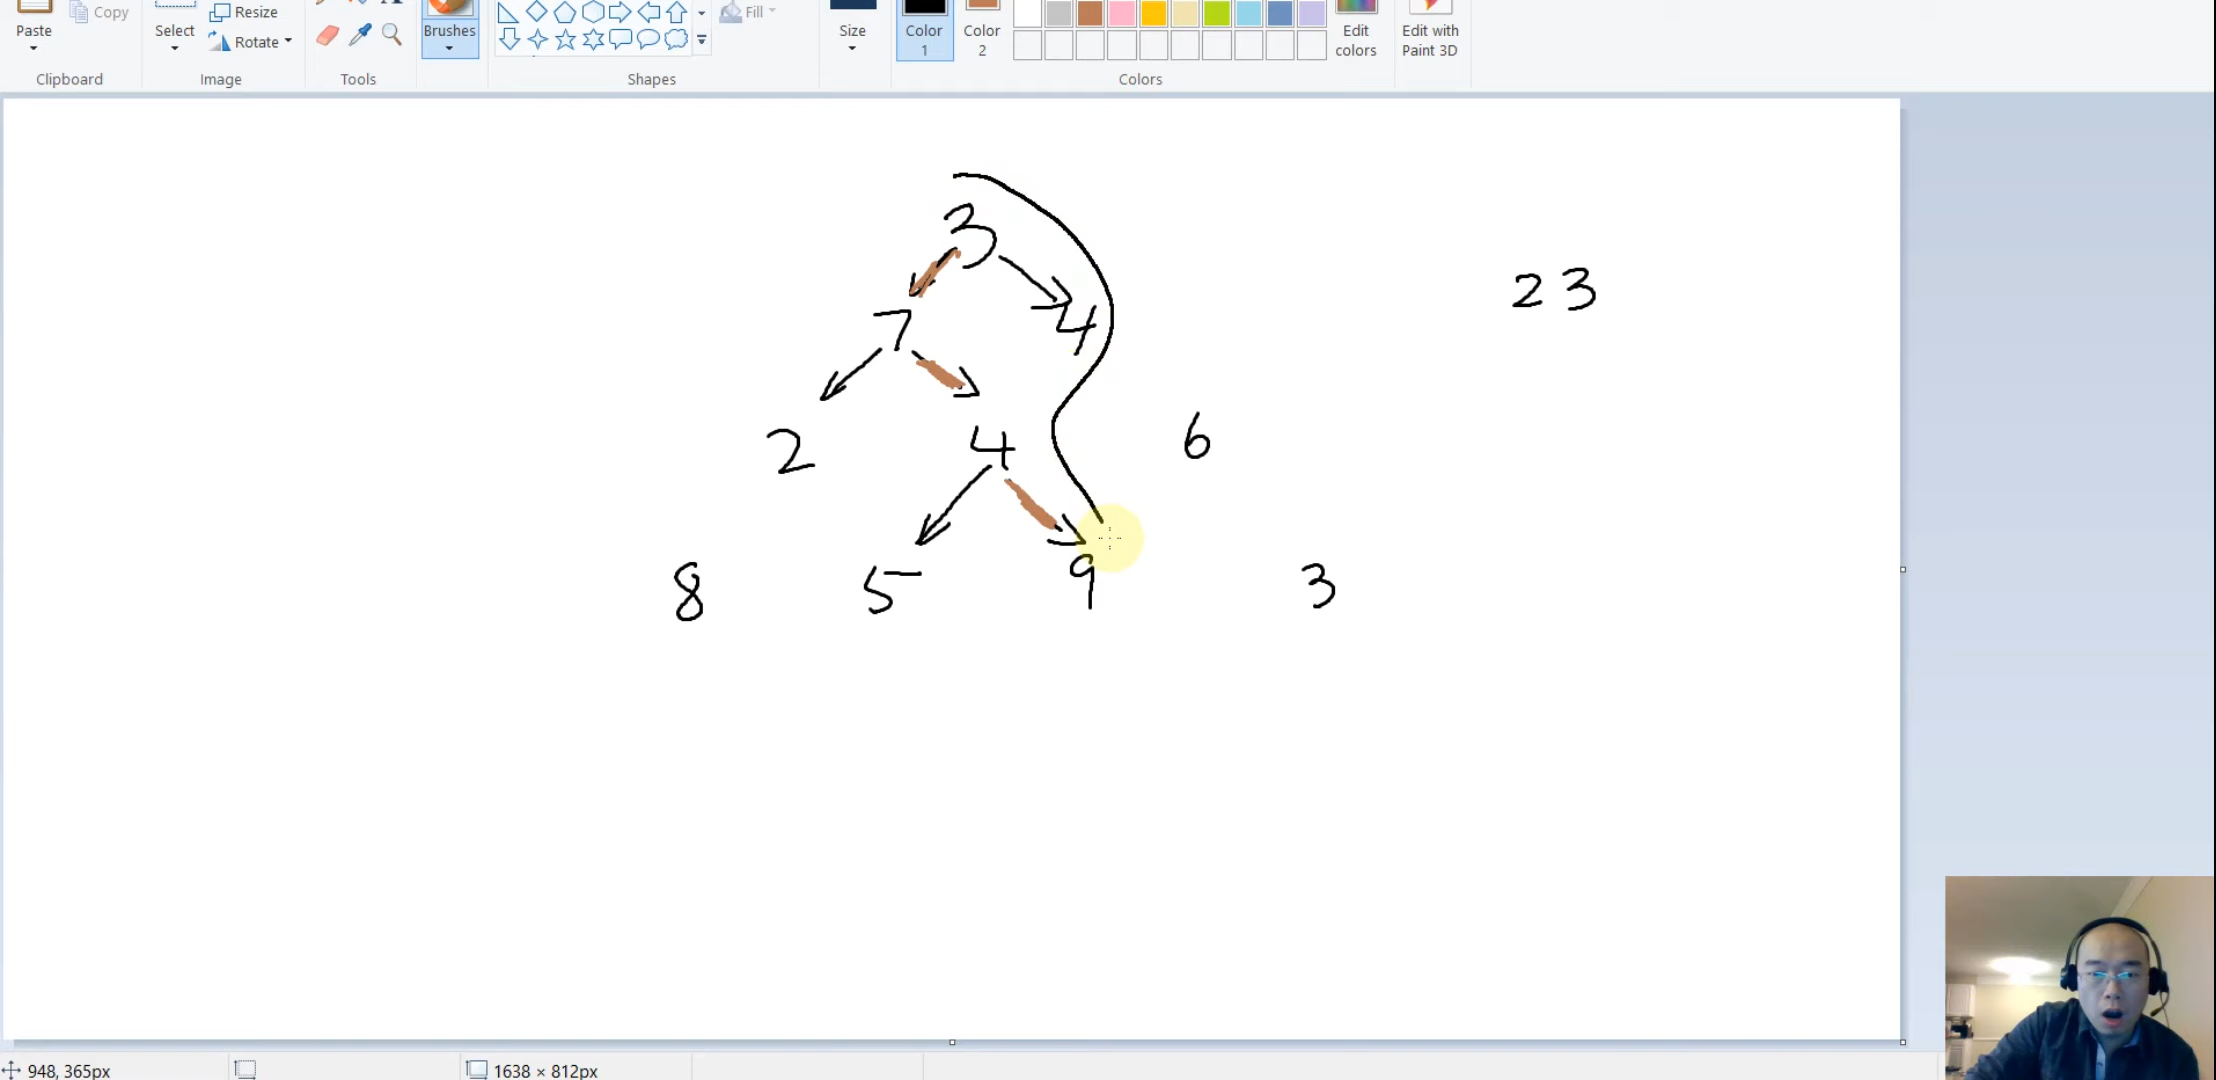 Copy
Resize
Rotate
Paste
Select
Brushes
Fill
Size
Color 1
Color 2
Edit colors
Edit with Paint 3D
Clipboard
Image
Tools
Shapes
Colors
3
7 4
23
2 4 6
8 5 9 3
948, 365px
1638 × 812px